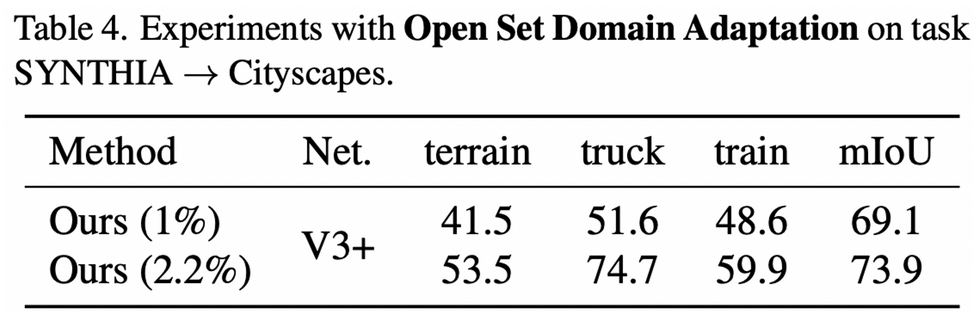 Table 4. Experiments with Open Set Domain Adaptation on task
SYNTHIA → Cityscapes.
Method Net. terrain truck train mIoU
Ours (1%) V3+ 41.5 51.6 48.6 69.1
Ours (2.2%) 53.5 74.7 59.9 73.9